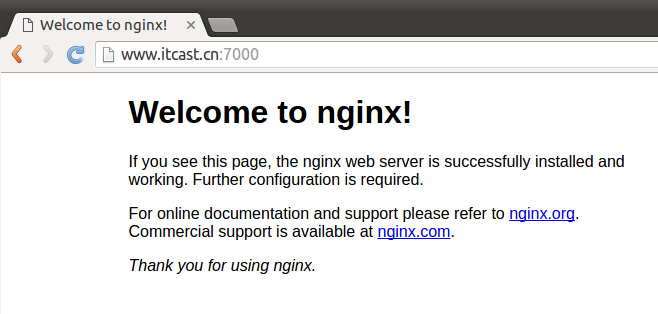 Welcome to nginx!
www.itcast.cn:7000
Welcome to nginx!
If you see this page, the nginx web server is successfully installed and
working. Further configuration is required.
For online documentation and support please refer to nginx.org.
Commercial support is available at nginx.com.
Thank you for using nginx.